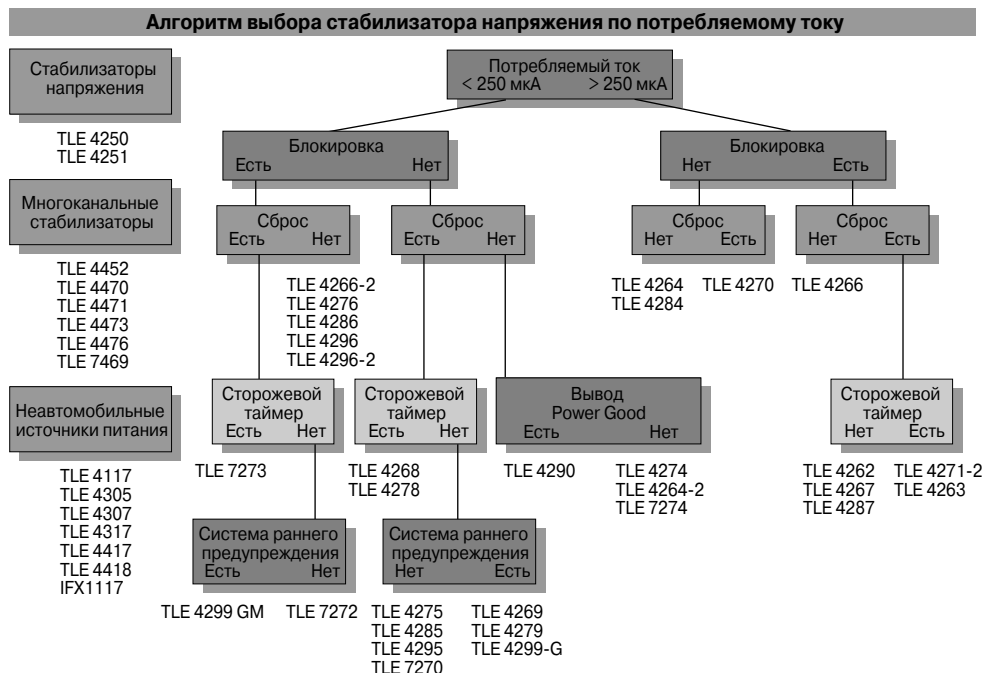 Алгоритм выбора стабилизатора напряжения по потребляемому току
Стабилизаторы
напряжения
TLE 4250
TLE 4251
Многоканальные
стабилизаторы
TLE 4452
TLE 4470
TLE 4471
TLE 4473
TLE 4476
TLE 7469
Неавтомобильные
источники питания
TLE 4117
TLE 4305
TLE 4307
TLE 4317
TLE 4417
TLE 4418
IFX1117
Потребляемый ток
< 250 мкА > 250 мкА
Блокировка
Есть Нет
Блокировка
Нет Есть
Сброс
Есть Нет
Сброс
Есть Нет
Сброс
Нет Есть
Сброс
Нет Есть
TLE 4266-2
TLE 4276
TLE 4286
TLE 4296
TLE 4296-2
TLE 4264
TLE 4284
TLE 4270
TLE 4266
Сторожевой
таймер
Есть Нет
Сторожевой
таймер
Есть Нет
Вывод
Power Good
Есть Нет
Сторожевой
таймер
Нет Есть
TLE 7273
TLE 4268
TLE 4278
TLE 4290
TLE 4274
TLE 4264-2
TLE 7274
TLE 4262
TLE 4267
TLE 4287
TLE 4271-2
TLE 4263
Система раннего
предупреждения
Есть Нет
Система раннего
предупреждения
Нет Есть
TLE 4299 GM
TLE 7272
TLE 4275
TLE 4285
TLE 4295
TLE 7270
TLE 4269
TLE 4279
TLE 4299-G